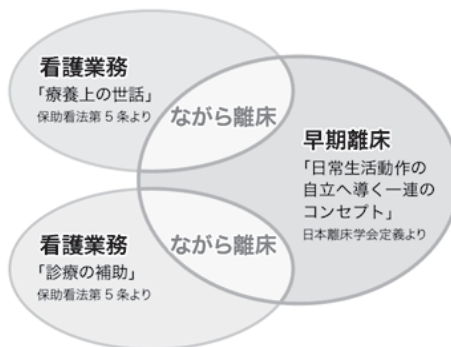 看護業務
「療養上の世話」
保助看法第5条より
ながら離床
早期離床
「日常生活動作の
自立へ導く一連の
コンセプト」
日本離床学会定義より
看護業務
「診療の補助」
保助看法第5条より
ながら離床